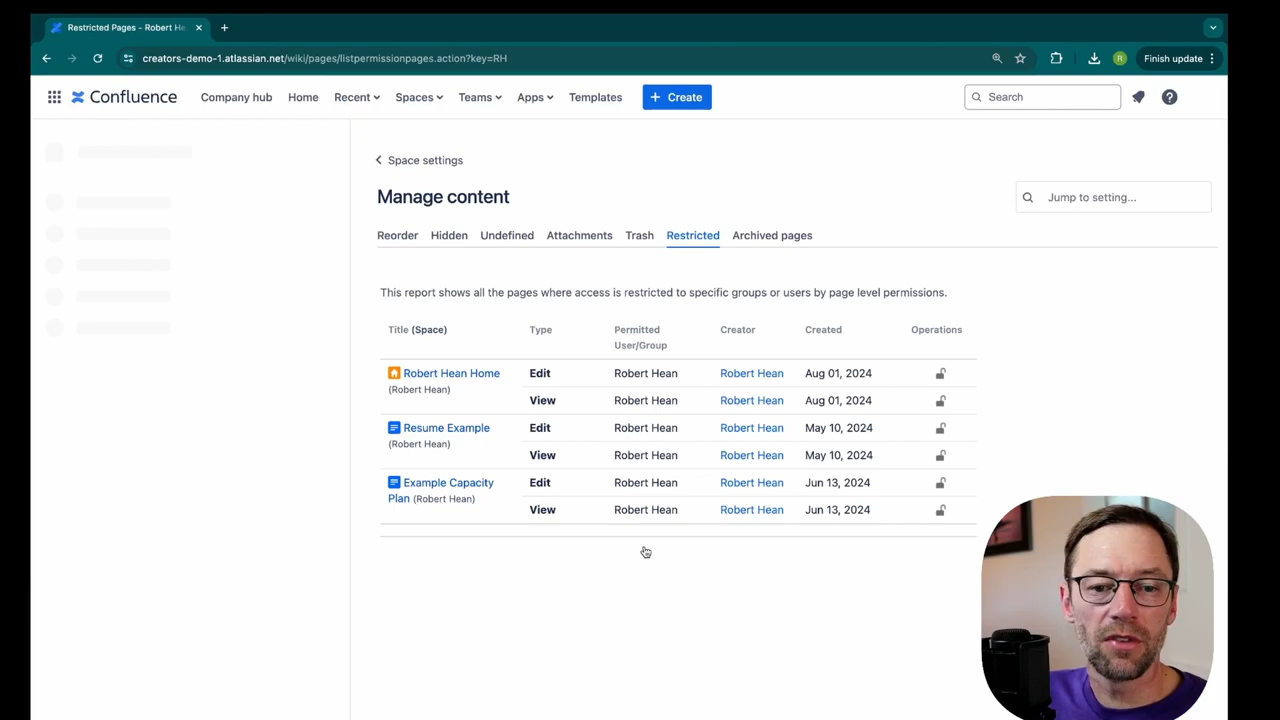 Restricted Pages - Robert He
creators-demo-1.atlassian.net/wiki/pages/listpermissionpages.action?key=RH
R
Finish update
Confluence
Company hub
Home
Recent
Spaces
Teams
Apps
Templates
+ Create
Search
Space settings
Manage content
Jump to setting...
Reorder
Hidden
Undefined
Attachments
Trash
Restricted
Archived pages
This report shows all the pages where access is restricted to specific groups or users by page level permissions.
Title (Space) Type Permitted User/Group Creator Created Operations
Robert Hean Home (Robert Hean) Edit Robert Hean Robert Hean Aug 01, 2024
View Robert Hean Robert Hean Aug 01, 2024
Resume Example (Robert Hean) Edit Robert Hean Robert Hean May 10, 2024
View Robert Hean Robert Hean May 10, 2024
Example Capacity Plan (Robert Hean) Edit Robert Hean Robert Hean Jun 13, 2024
View Robert Hean Robert Hean Jun 13, 2024